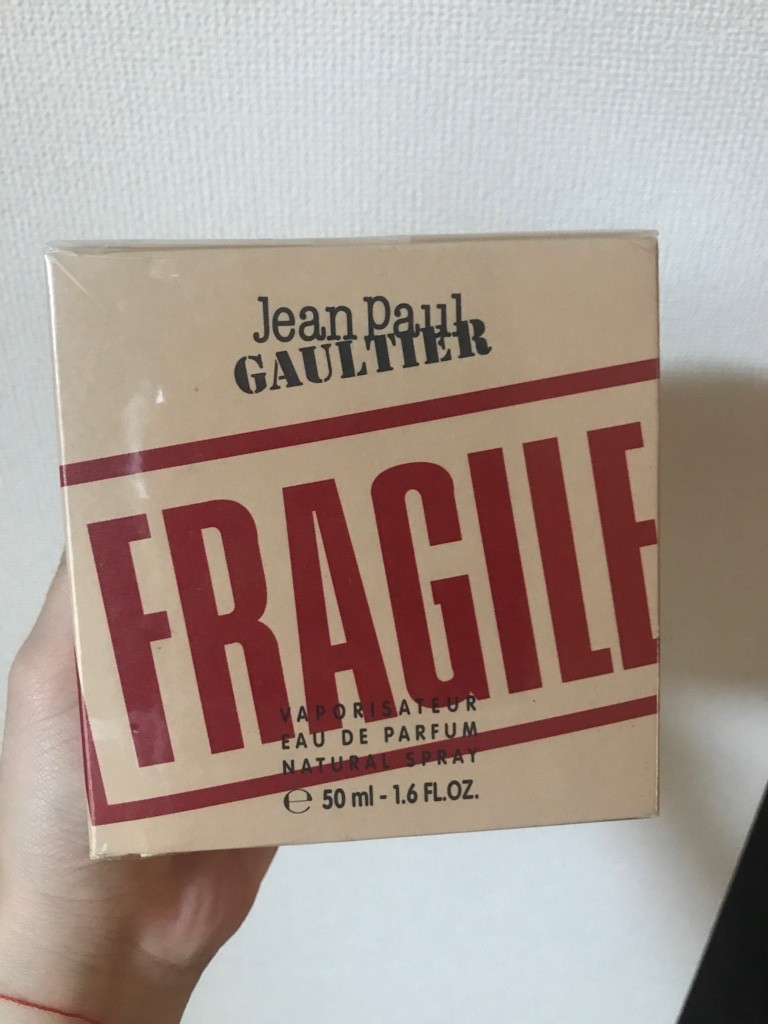 Jean Paul
GAULTIER
FRAGILE
VAPORISATEUR
EAU DE PARFUM
NATURAL SPRAY
℮ 50 ml - 1.6 FL.OZ.